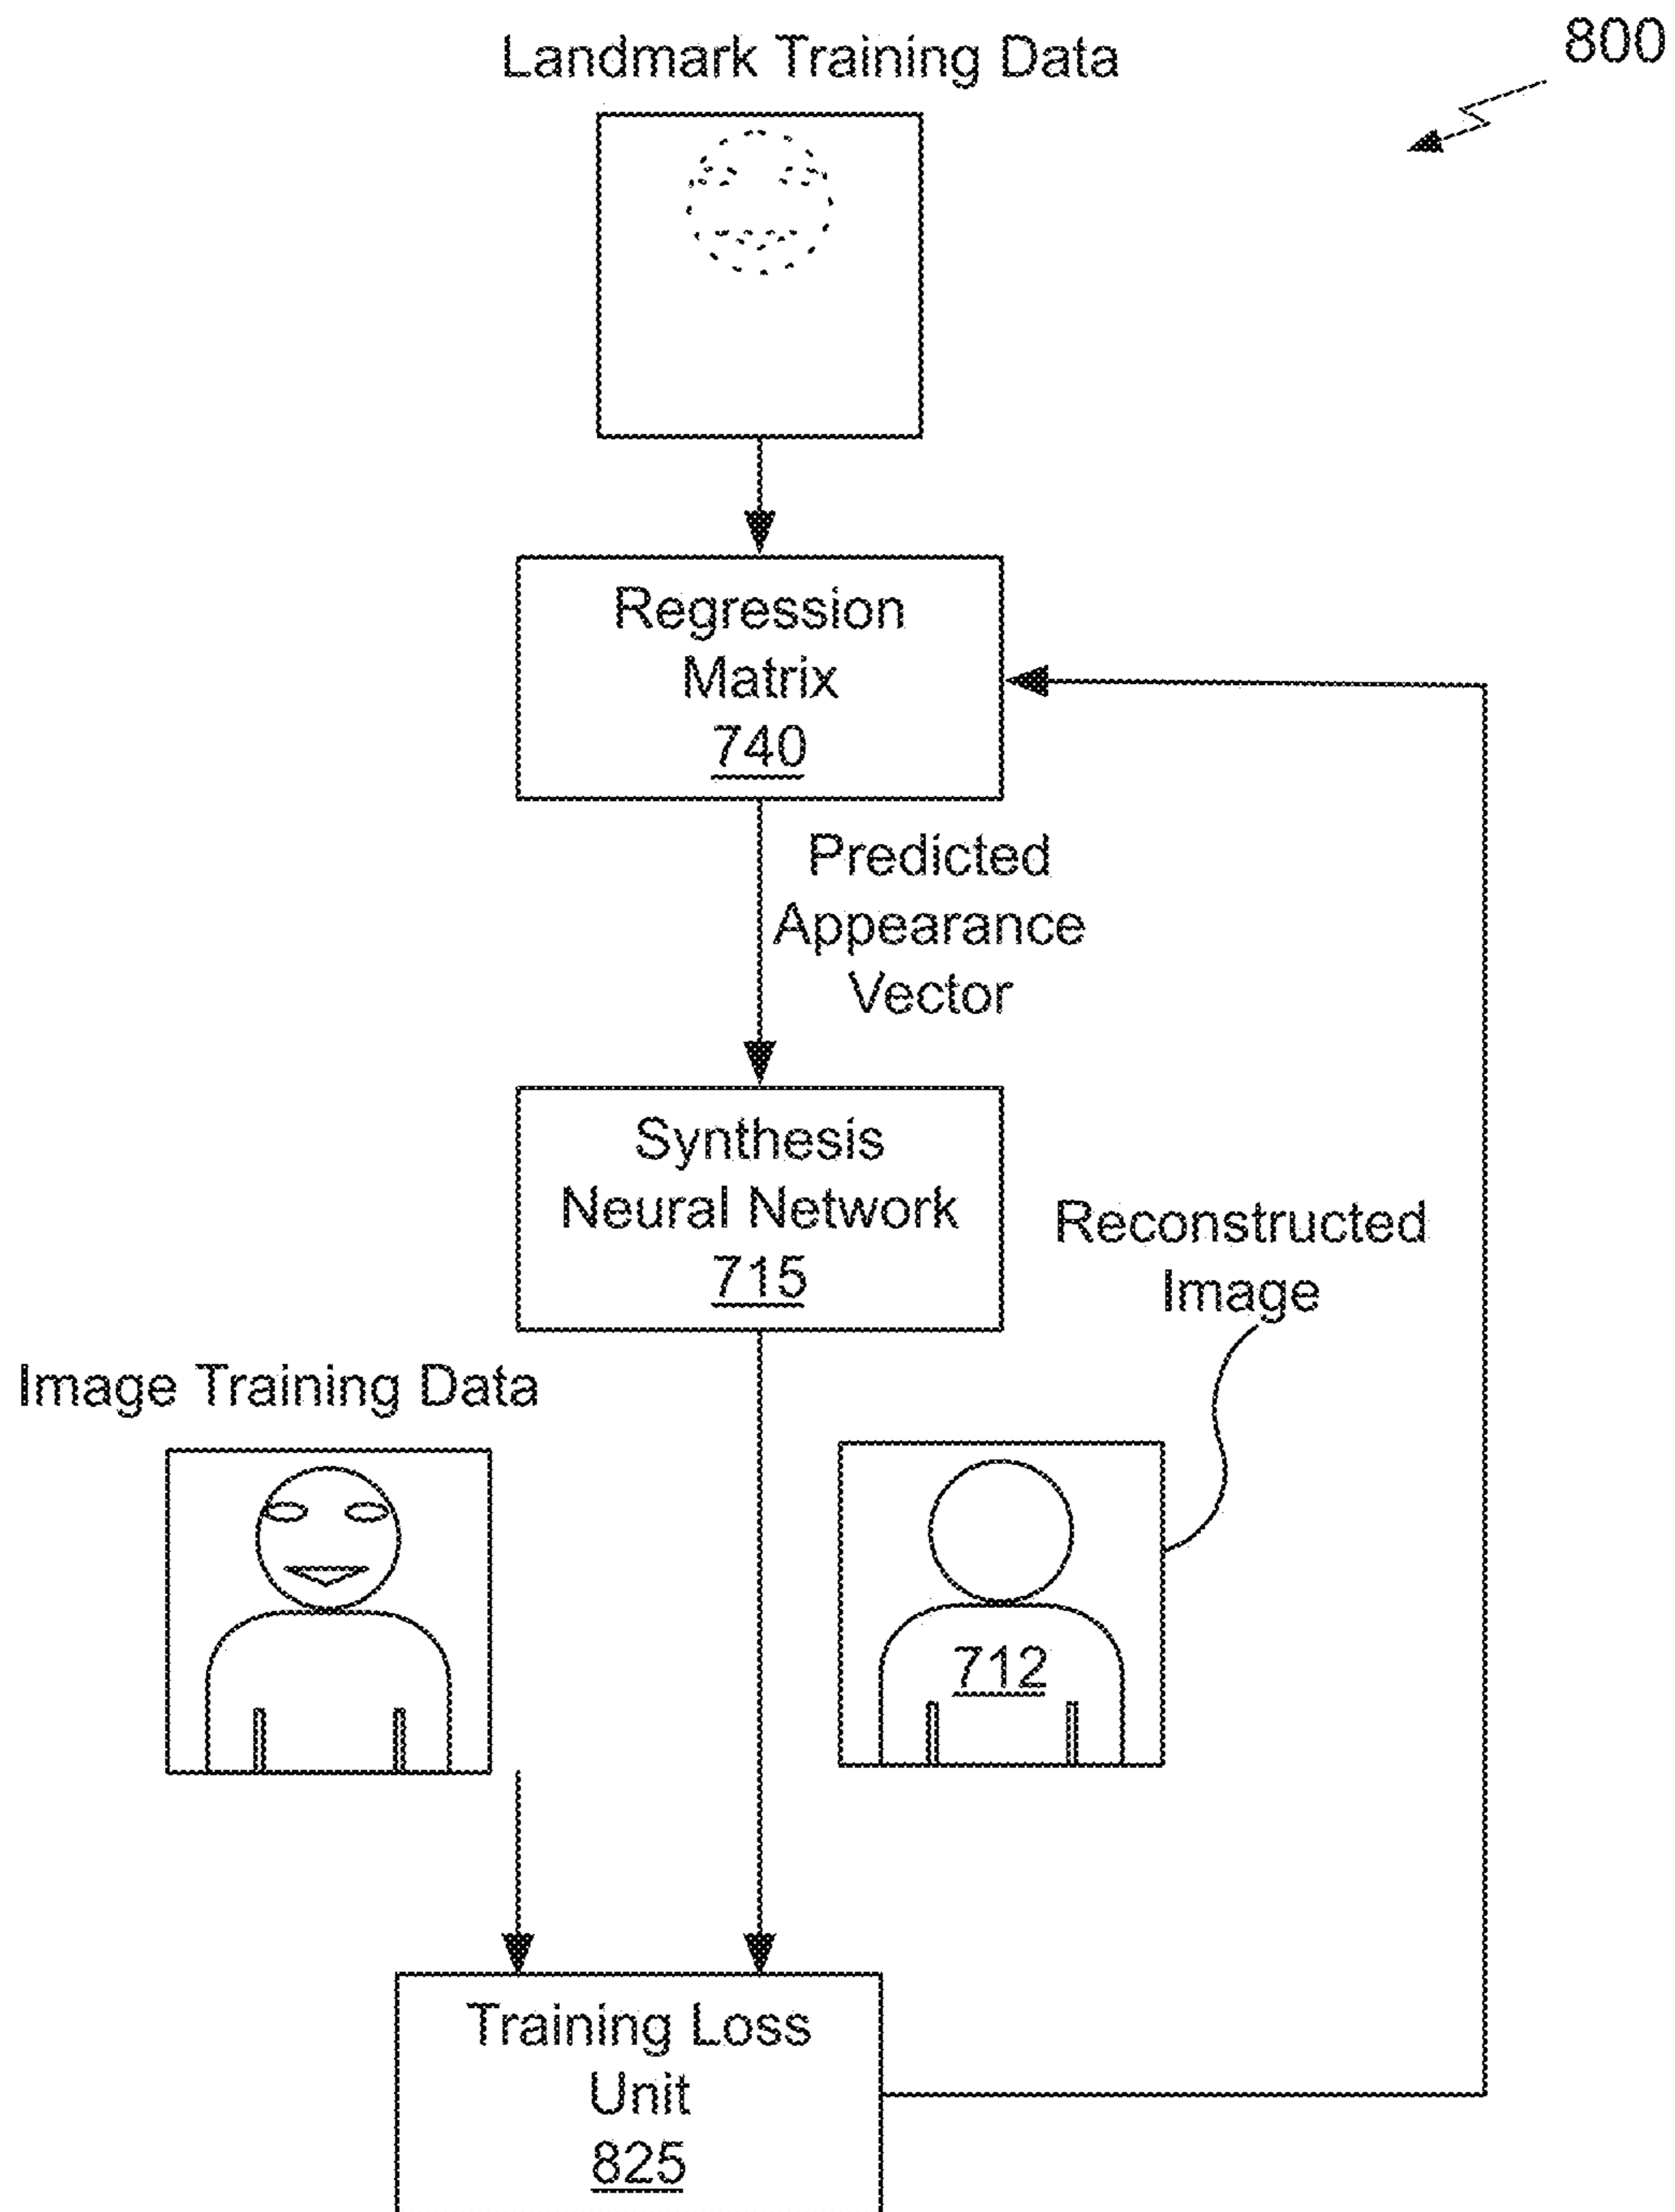 800
Landmark Training Data
Regression
Matrix
740
Predicted
Appearance
Vector
Synthesis
Neural Network
715
Reconstructed
Image
Image Training Data
712
Training Loss
Unit
825